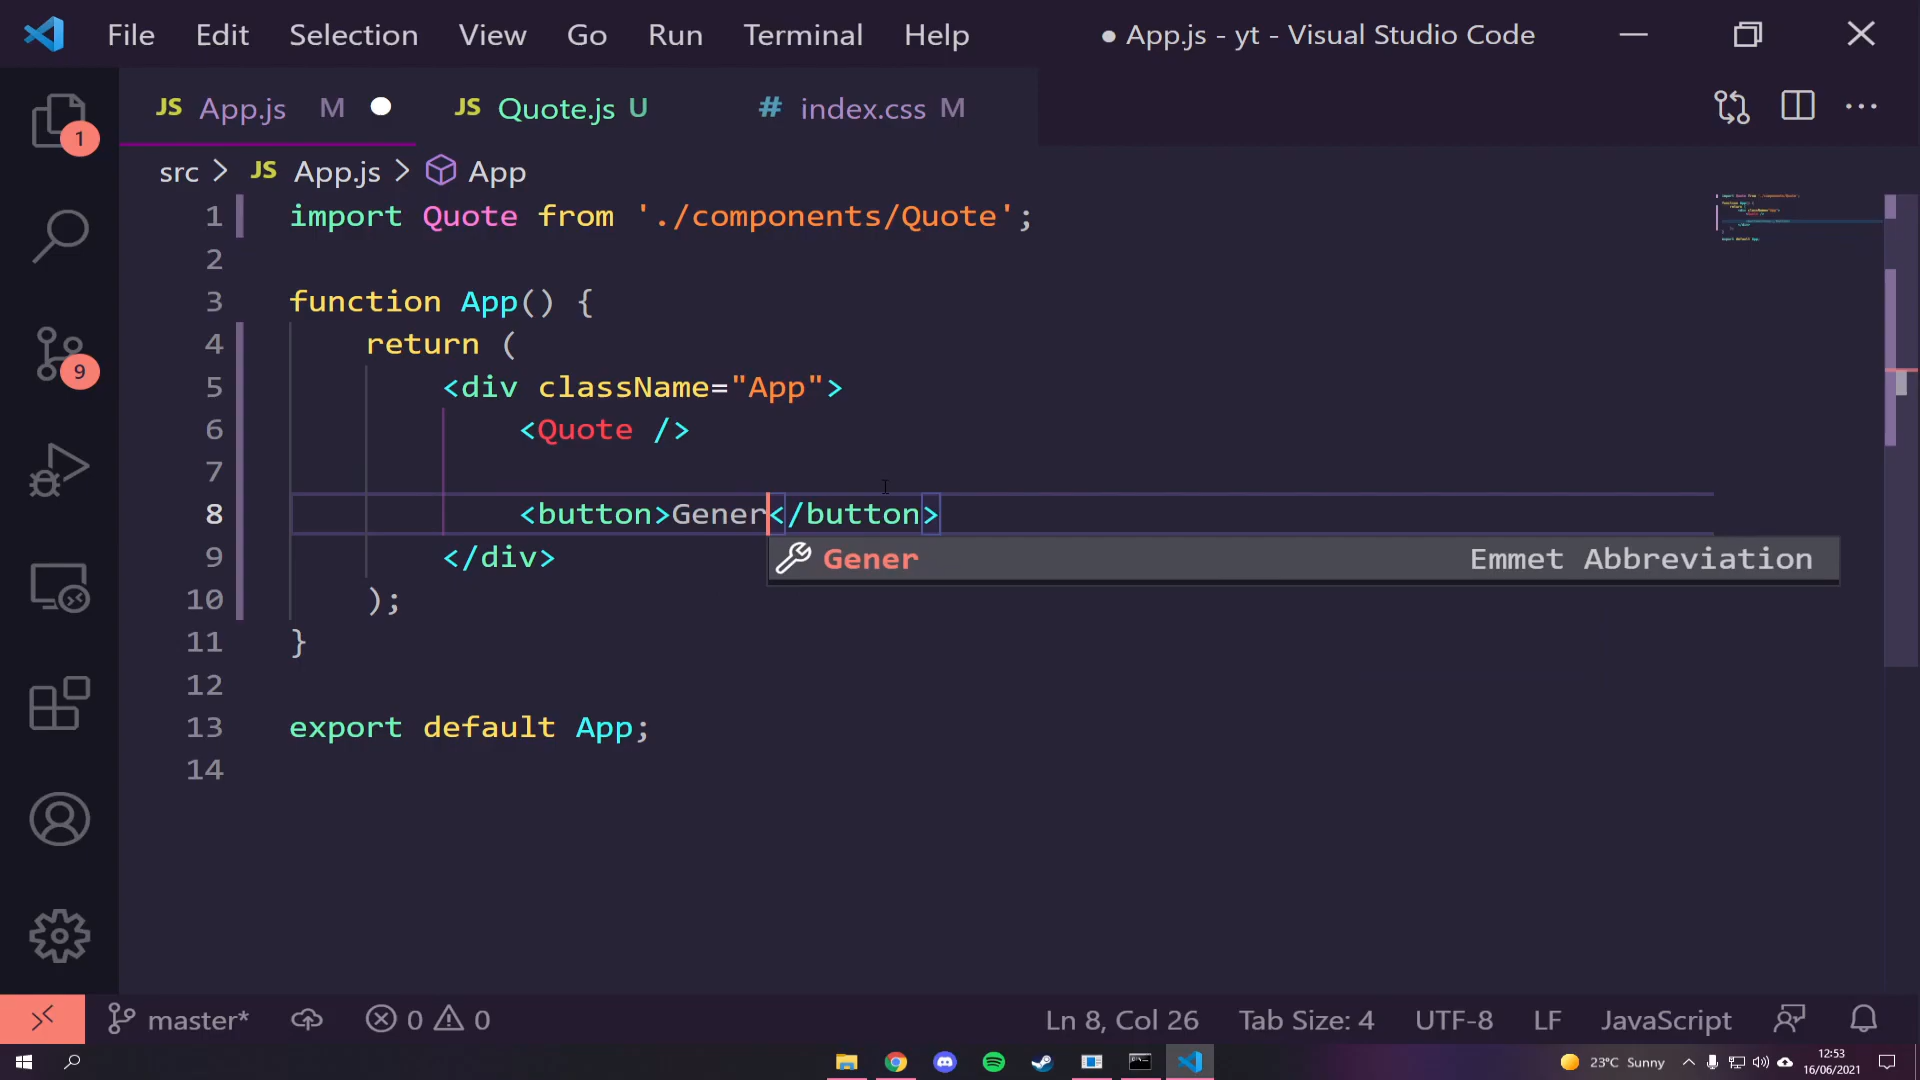 File Edit Selection View Go Run Terminal Help ● App.js - yt - Visual Studio Code
JS App.js M JS Quote.js U # index.css M
1
src > JS App.js > App
1 import Quote from './components/Quote';
2
3 function App() {
4 return (
5 <div className="App">
6 <Quote />
7
8 <button>Gener</button>
Gener Emmet Abbreviation
9 </div>
10 );
11 }
12
13 export default App;
14
9
master* 0 0 Ln 8, Col 26 Tab Size: 4 UTF-8 LF JavaScript
23°C Sunny 12:53
16/06/2021